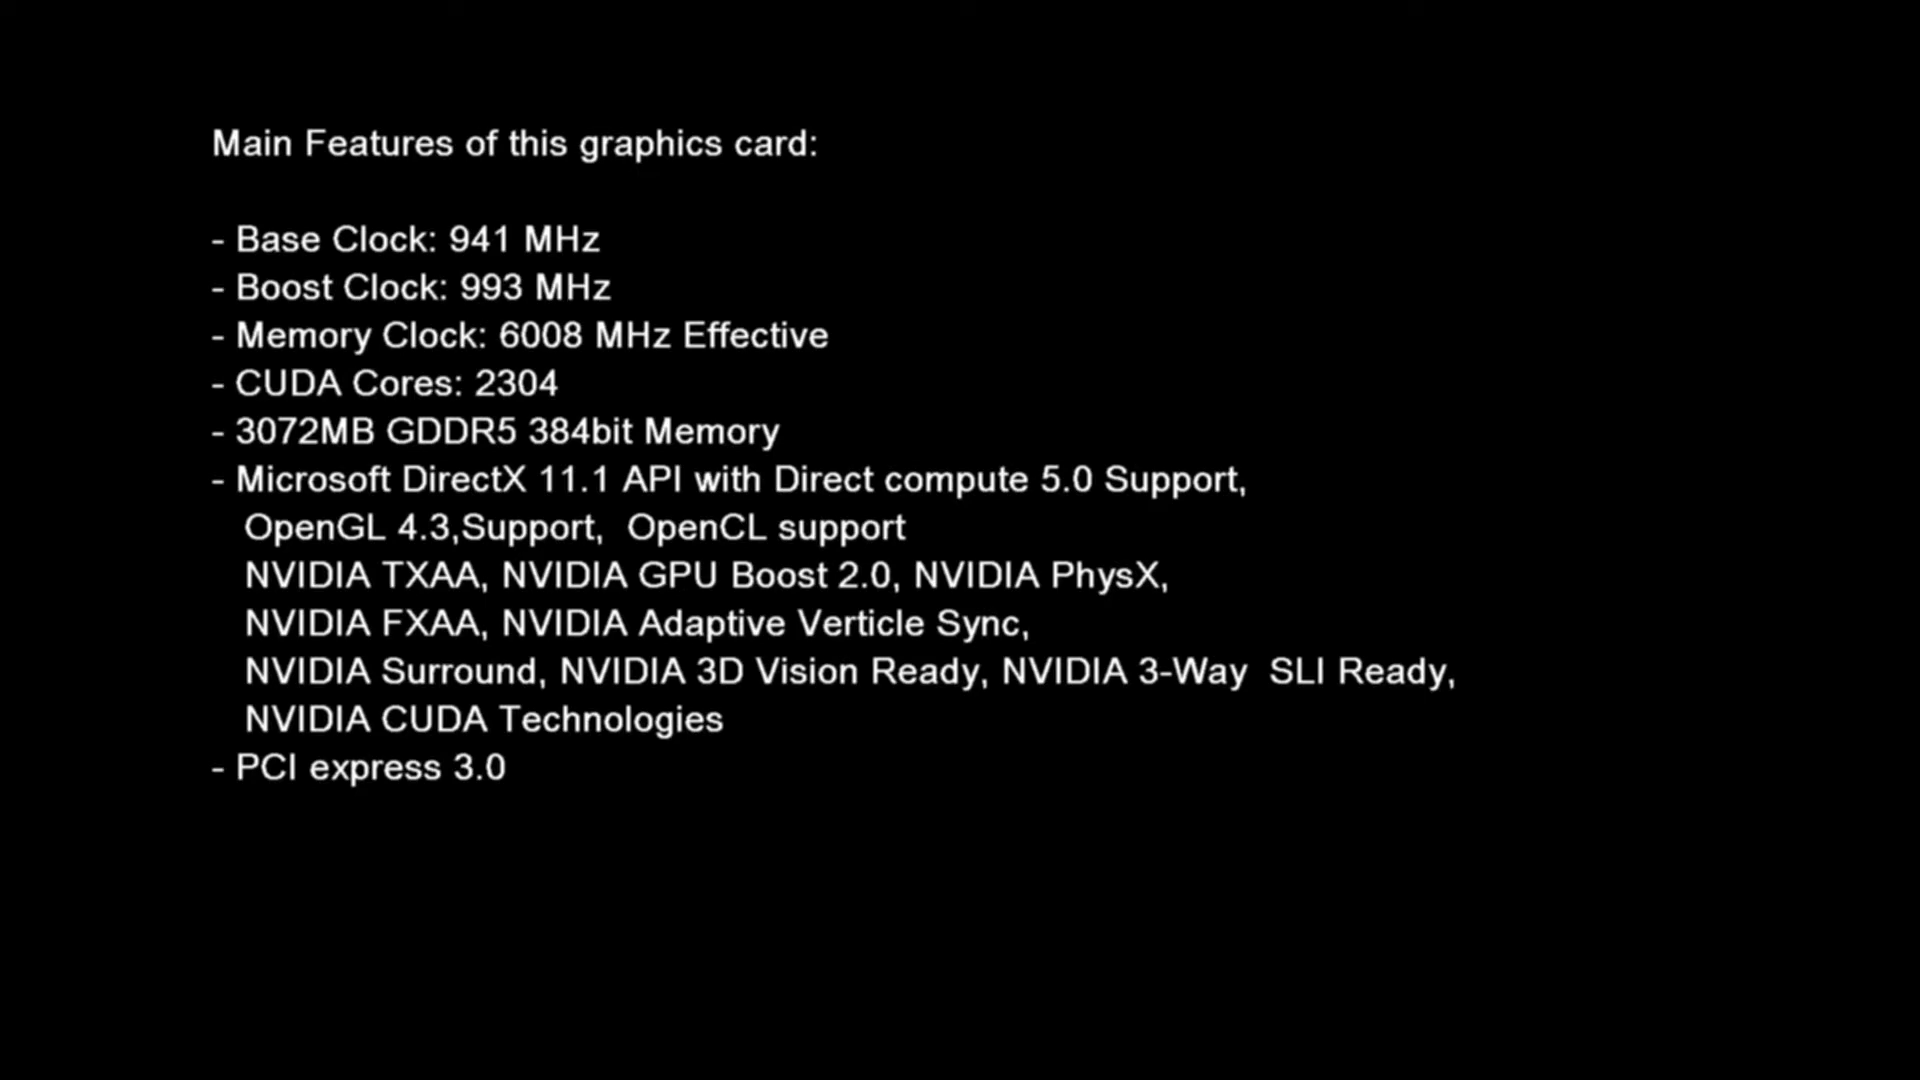 Main Features of this graphics card:
- Base Clock: 941 MHz
- Boost Clock: 993 MHz
- Memory Clock: 6008 MHz Effective
- CUDA Cores: 2304
- 3072MB GDDR5 384bit Memory
- Microsoft DirectX 11.1 API with Direct compute 5.0 Support,
OpenGL 4.3,Support,  OpenCL support
NVIDIA TXAA, NVIDIA GPU Boost 2.0, NVIDIA PhysX,
NVIDIA FXAA, NVIDIA Adaptive Verticle Sync,
NVIDIA Surround, NVIDIA 3D Vision Ready, NVIDIA 3-Way  SLI Ready,
NVIDIA CUDA Technologies
- PCI express 3.0